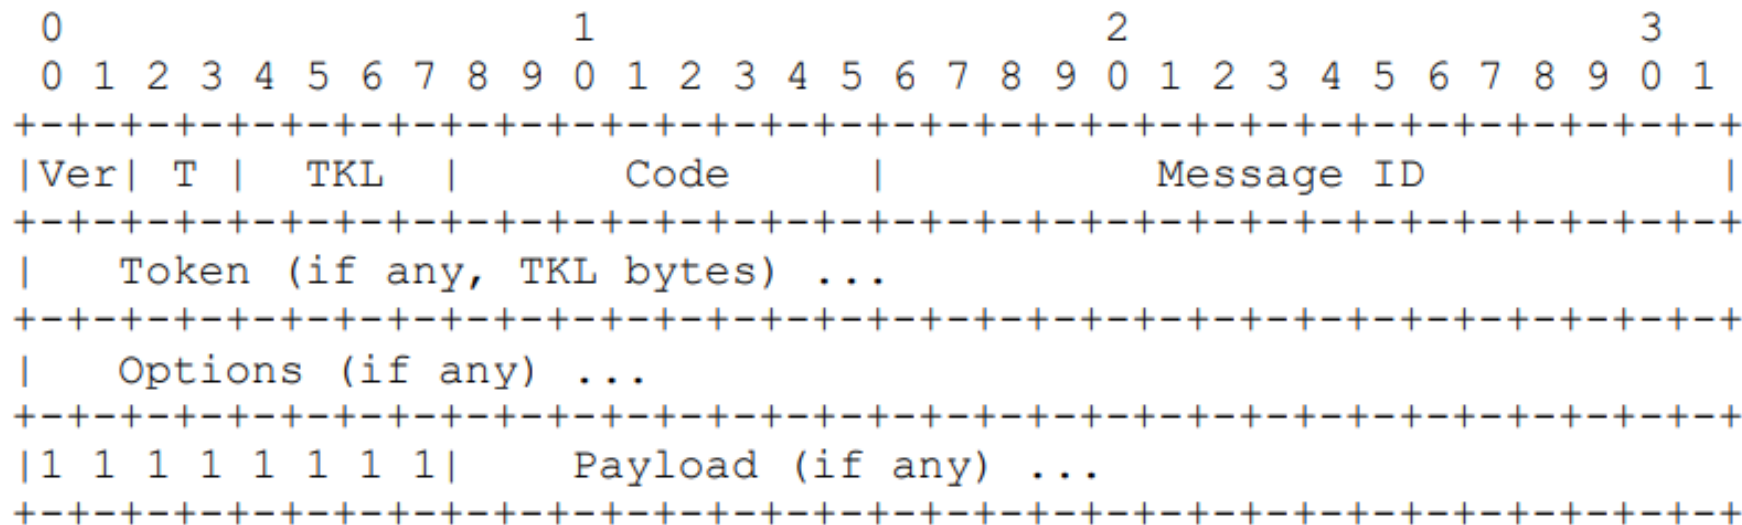 0                   1                   2                   3
 0 1 2 3 4 5 6 7 8 9 0 1 2 3 4 5 6 7 8 9 0 1 2 3 4 5 6 7 8 9 0 1
+-+-+-+-+-+-+-+-+-+-+-+-+-+-+-+-+-+-+-+-+-+-+-+-+-+-+-+-+-+-+-+-+
|Ver| T |  TKL  |      Code     |          Message ID           |
+-+-+-+-+-+-+-+-+-+-+-+-+-+-+-+-+-+-+-+-+-+-+-+-+-+-+-+-+-+-+-+-+
|   Token (if any, TKL bytes) ...
+-+-+-+-+-+-+-+-+-+-+-+-+-+-+-+-+-+-+-+-+-+-+-+-+-+-+-+-+-+-+-+-+
|   Options (if any) ...
+-+-+-+-+-+-+-+-+-+-+-+-+-+-+-+-+-+-+-+-+-+-+-+-+-+-+-+-+-+-+-+-+
|1 1 1 1 1 1 1 1|    Payload (if any) ...
+-+-+-+-+-+-+-+-+-+-+-+-+-+-+-+-+-+-+-+-+-+-+-+-+-+-+-+-+-+-+-+-+